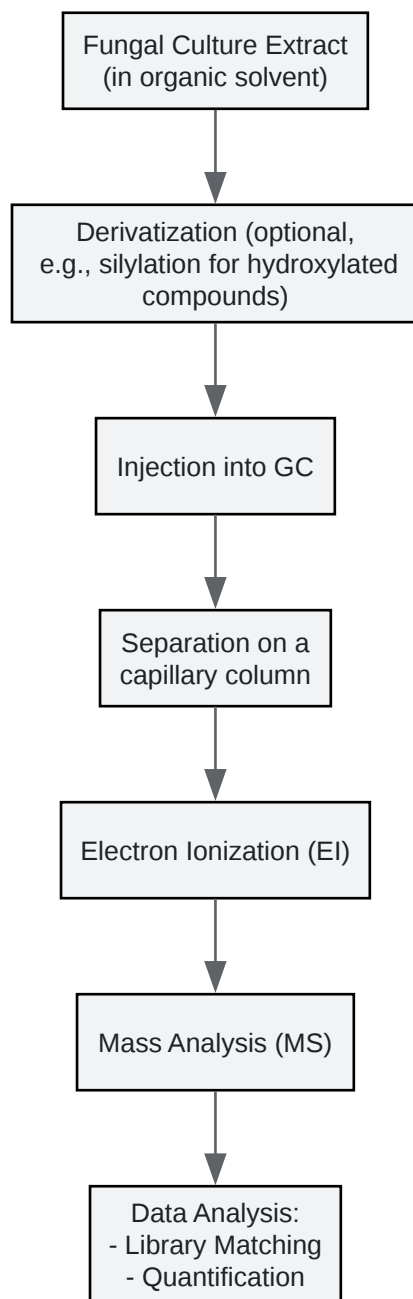 Fungal Culture Extract
(in organic solvent)
Derivatization (optional,
e.g., silylation for hydroxylated
compounds)
Injection into GC
Separation on a
capillary column
Electron Ionization (EI)
Mass Analysis (MS)
Data Analysis:
- Library Matching
- Quantification